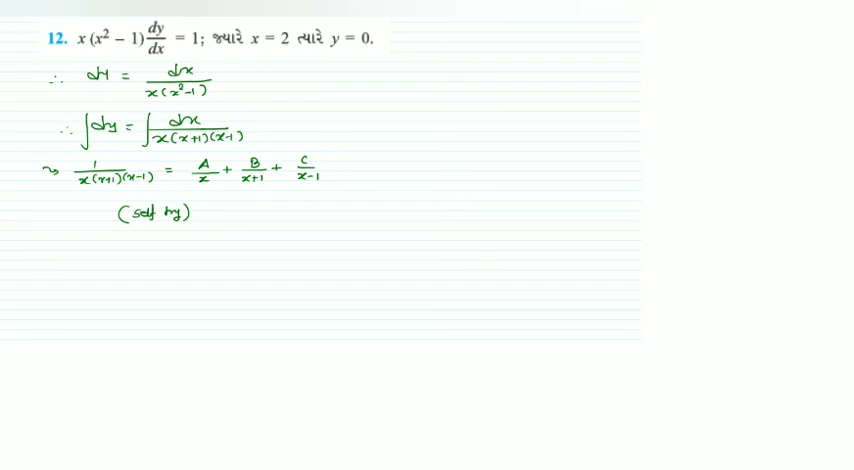 12. x (x² − 1) dy/dx = 1; જ્યારે x = 2 ત્યારે y = 0.
∴ dy = dx / x(x²-1)
∴ ∫dy = ∫ dx / x(x+1)(x-1)
⇝ 1 / x(x+1)(x-1) = A/x + B/x+1 + C/x-1
(self try)